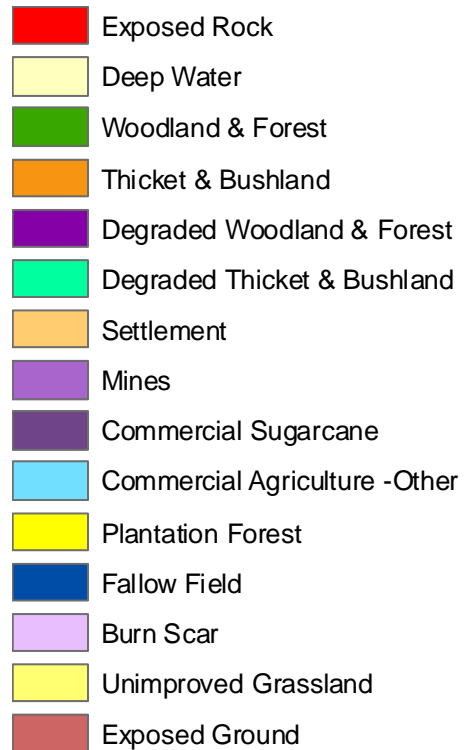 Exposed Rock
Deep Water
Woodland & Forest
Thicket & Bushland
Degraded Woodland & Forest
Degraded Thicket & Bushland
Settlement
Mines
Commercial Sugarcane
Commercial Agriculture -Other
Plantation Forest
Fallow Field
Burn Scar
Unimproved Grassland
Exposed Ground